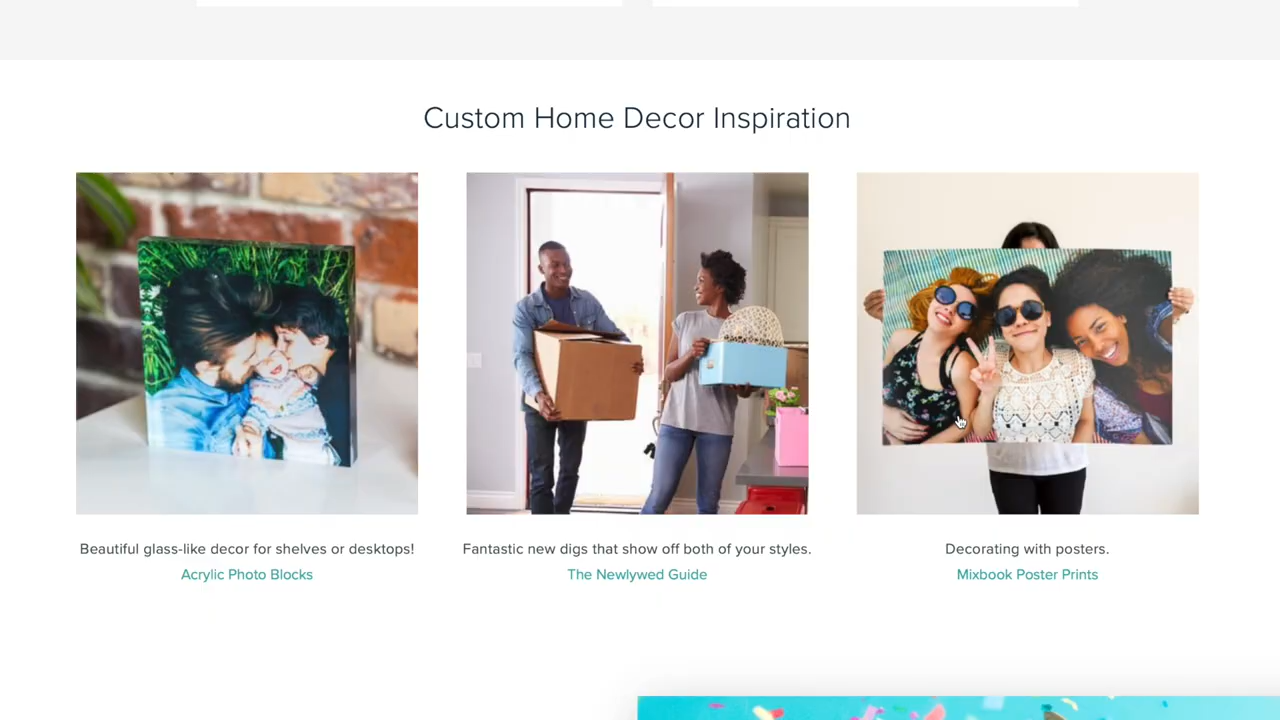 Custom Home Decor Inspiration
Beautiful glass-like decor for shelves or desktops!
Acrylic Photo Blocks
Fantastic new digs that show off both of your styles.
The Newlywed Guide
Decorating with posters.
Mixbook Poster Prints